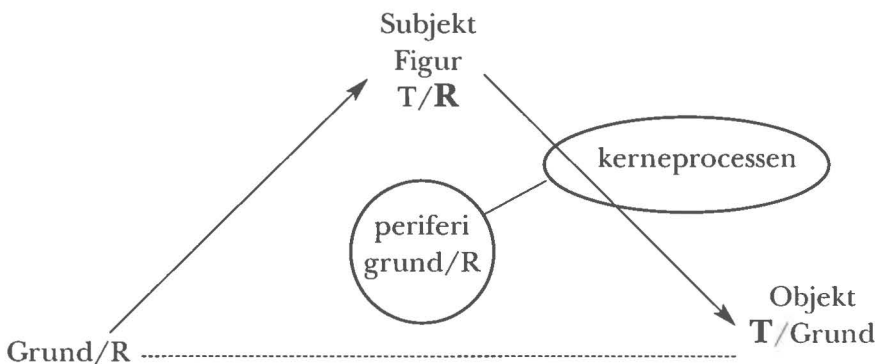 Subjekt
Figur
T/R
kerneprocessen
periferi
grund/R
Objekt
T/Grund
Grund/R